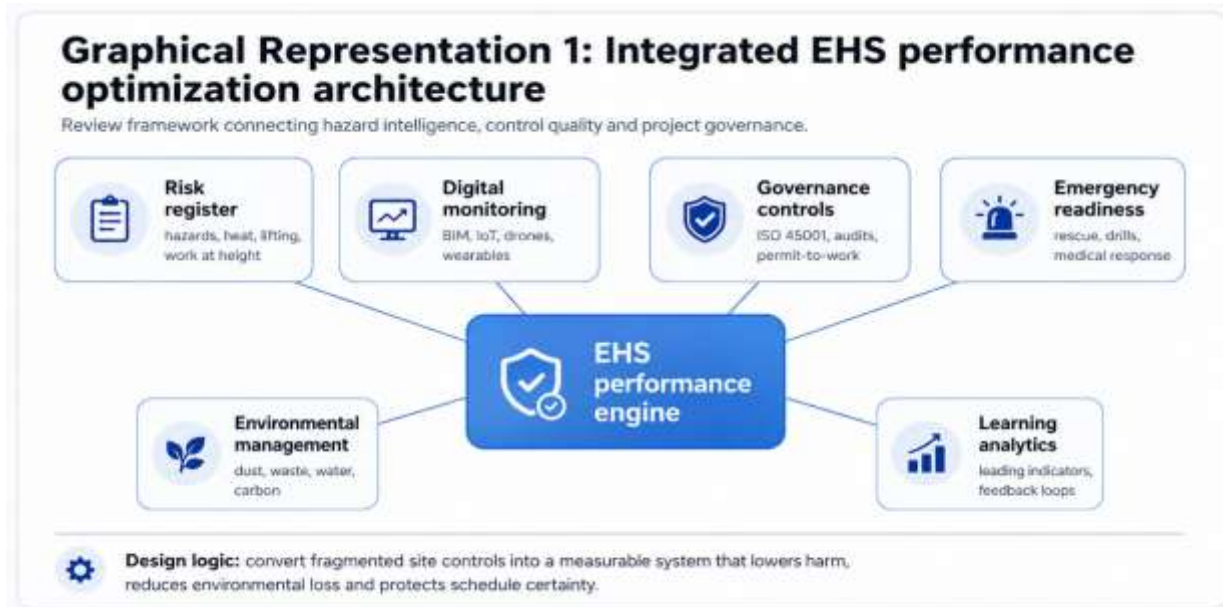 Graphical Representation 1: Integrated EHS performance
optimization architecture
Review framework connecting hazard intelligence, control quality and project governance.
Risk
register
hazards, heat, lifting,
work at height
Digital
monitoring
BIM, IoT, drones,
wearables
Governance
controls
ISO 45001, audits,
permit-to-work
Emergency
readiness
rescue, drills,
medical response
EHS
performance
engine
Environmental
management
dust, waste, water,
carbon
Learning
analytics
leading indicators,
feedback loops
Design logic: convert fragmented site controls into a measurable system that lowers harm,
reduces environmental loss and protects schedule certainty.